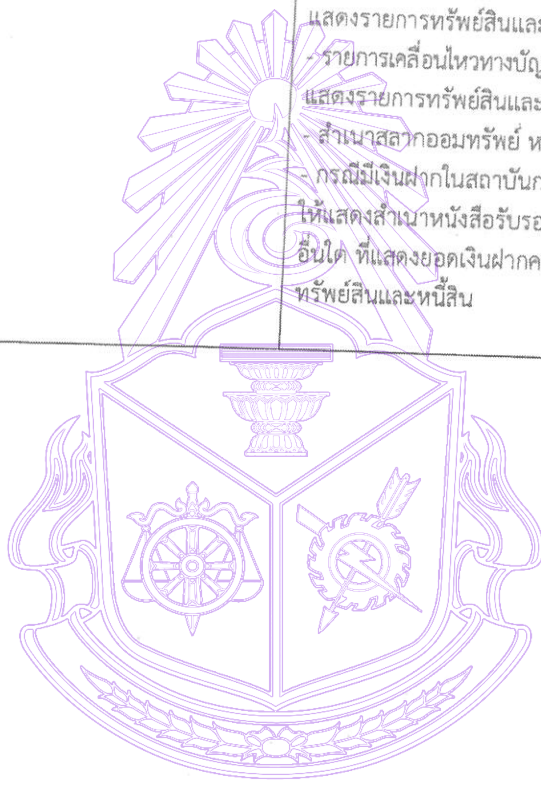 แสดงรายการทรัพย์สินและ
- รายการเคลื่อนไหวทางบัญ
แสดงรายการทรัพย์สินและ
- สำเนาสลากออมทรัพย์ ห
- กรณีมีเงินฝากในสถาบันก
ให้แสดงสำเนาหนังสือรับรอ
อื่นใด ที่แสดงยอดเงินฝากค
ทรัพย์สินและหนี้สิน